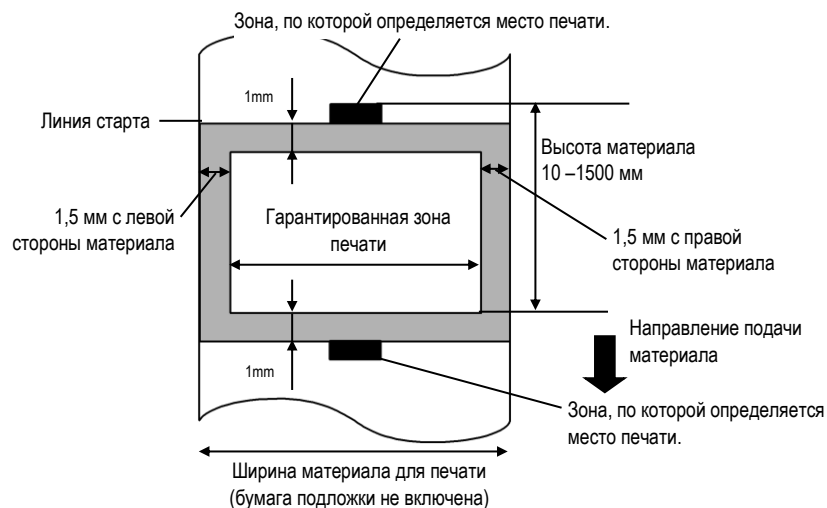 Зона, по которой определяется место печати.
1mm
Линия старта
Высота материала
10 –1500 мм
1,5 мм с левой
стороны материала
Гарантированная зона
печати
1,5 мм с правой
стороны материала
Направление подачи
материала
1mm
Зона, по которой определяется
место печати.
Ширина материала для печати
(бумага подложки не включена)